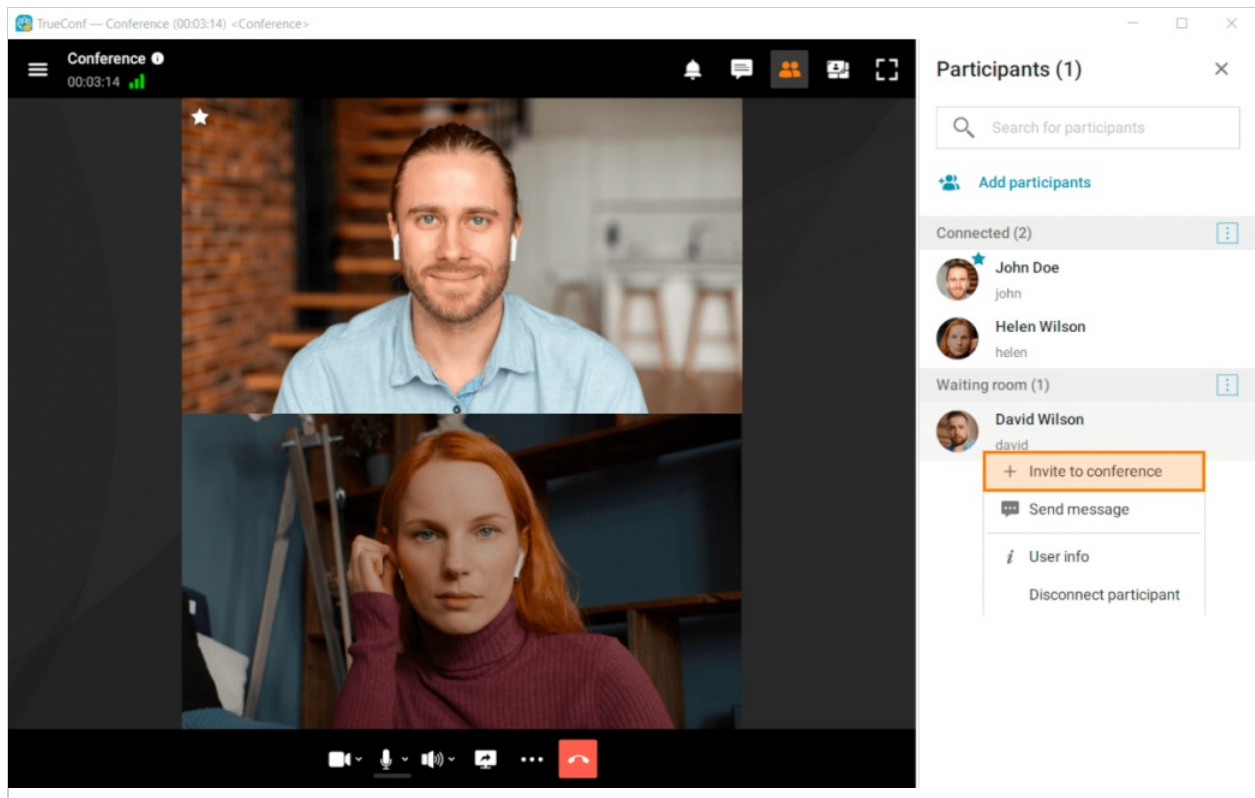 TrueConf — Conference (00:03:14) <Conference>
Conference
00:03:14
Participants (1)
Search for participants
Add participants
Connected (2)
John Doe
john
Helen Wilson
helen
Waiting room (1)
David Wilson
david
Invite to conference
Send message
User info
Disconnect participant